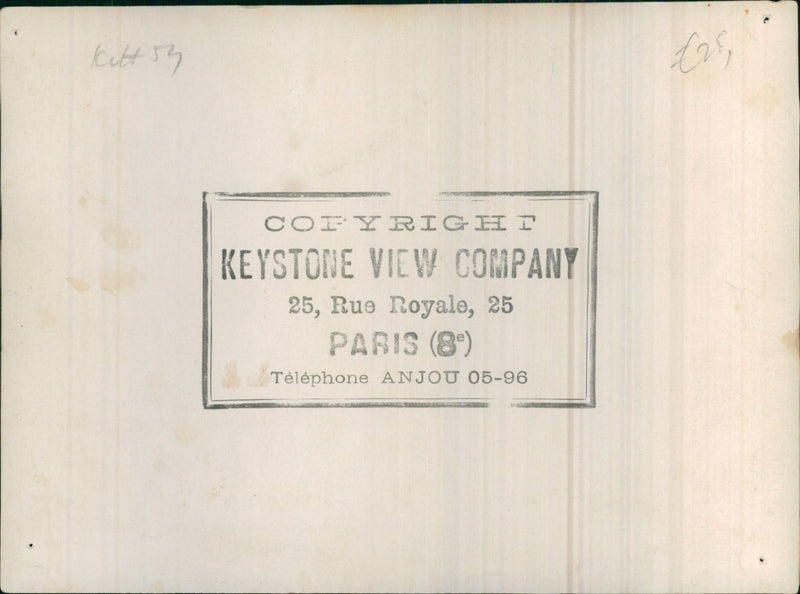 COPYRIGHT
KEYSTONE VIEW COMPANY
25, Rue Royale, 25
PARIS (8e)
Téléphone ANJOU 05-96